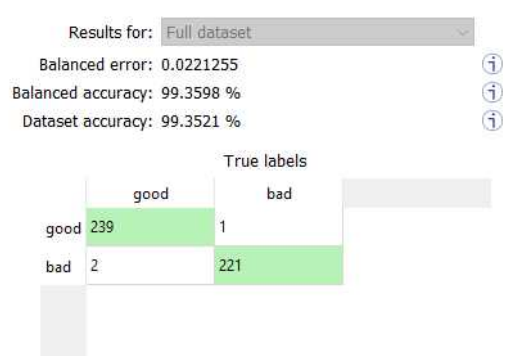 Results for: Full dataset
Balanced error: 0.0221255
Balanced accuracy: 99.3598 %
Dataset accuracy: 99.3521 %
True labels
good bad
good 239 1
bad 2 221